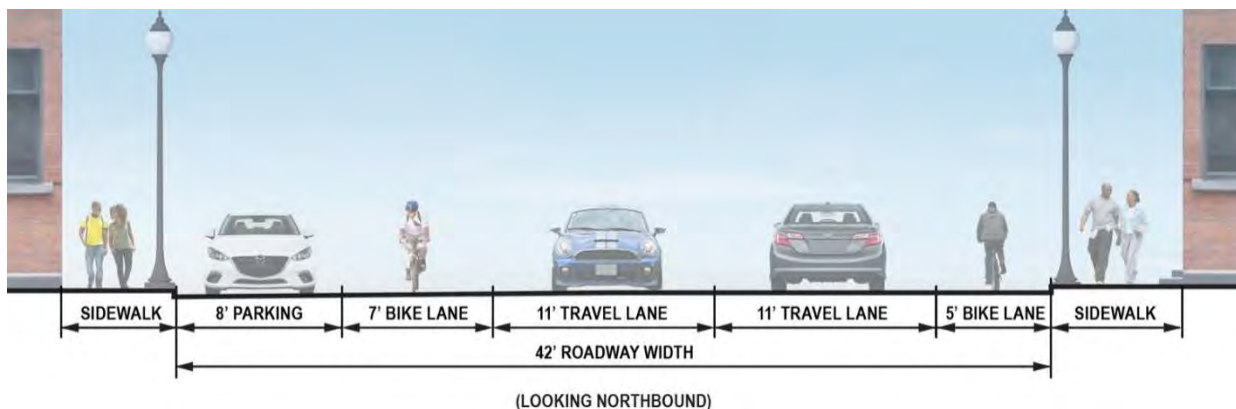 SIDEWALK
8' PARKING
7' BIKE LANE
11' TRAVEL LANE
11' TRAVEL LANE
5' BIKE LANE
SIDEWALK
42' ROADWAY WIDTH
(LOOKING NORTHBOUND)